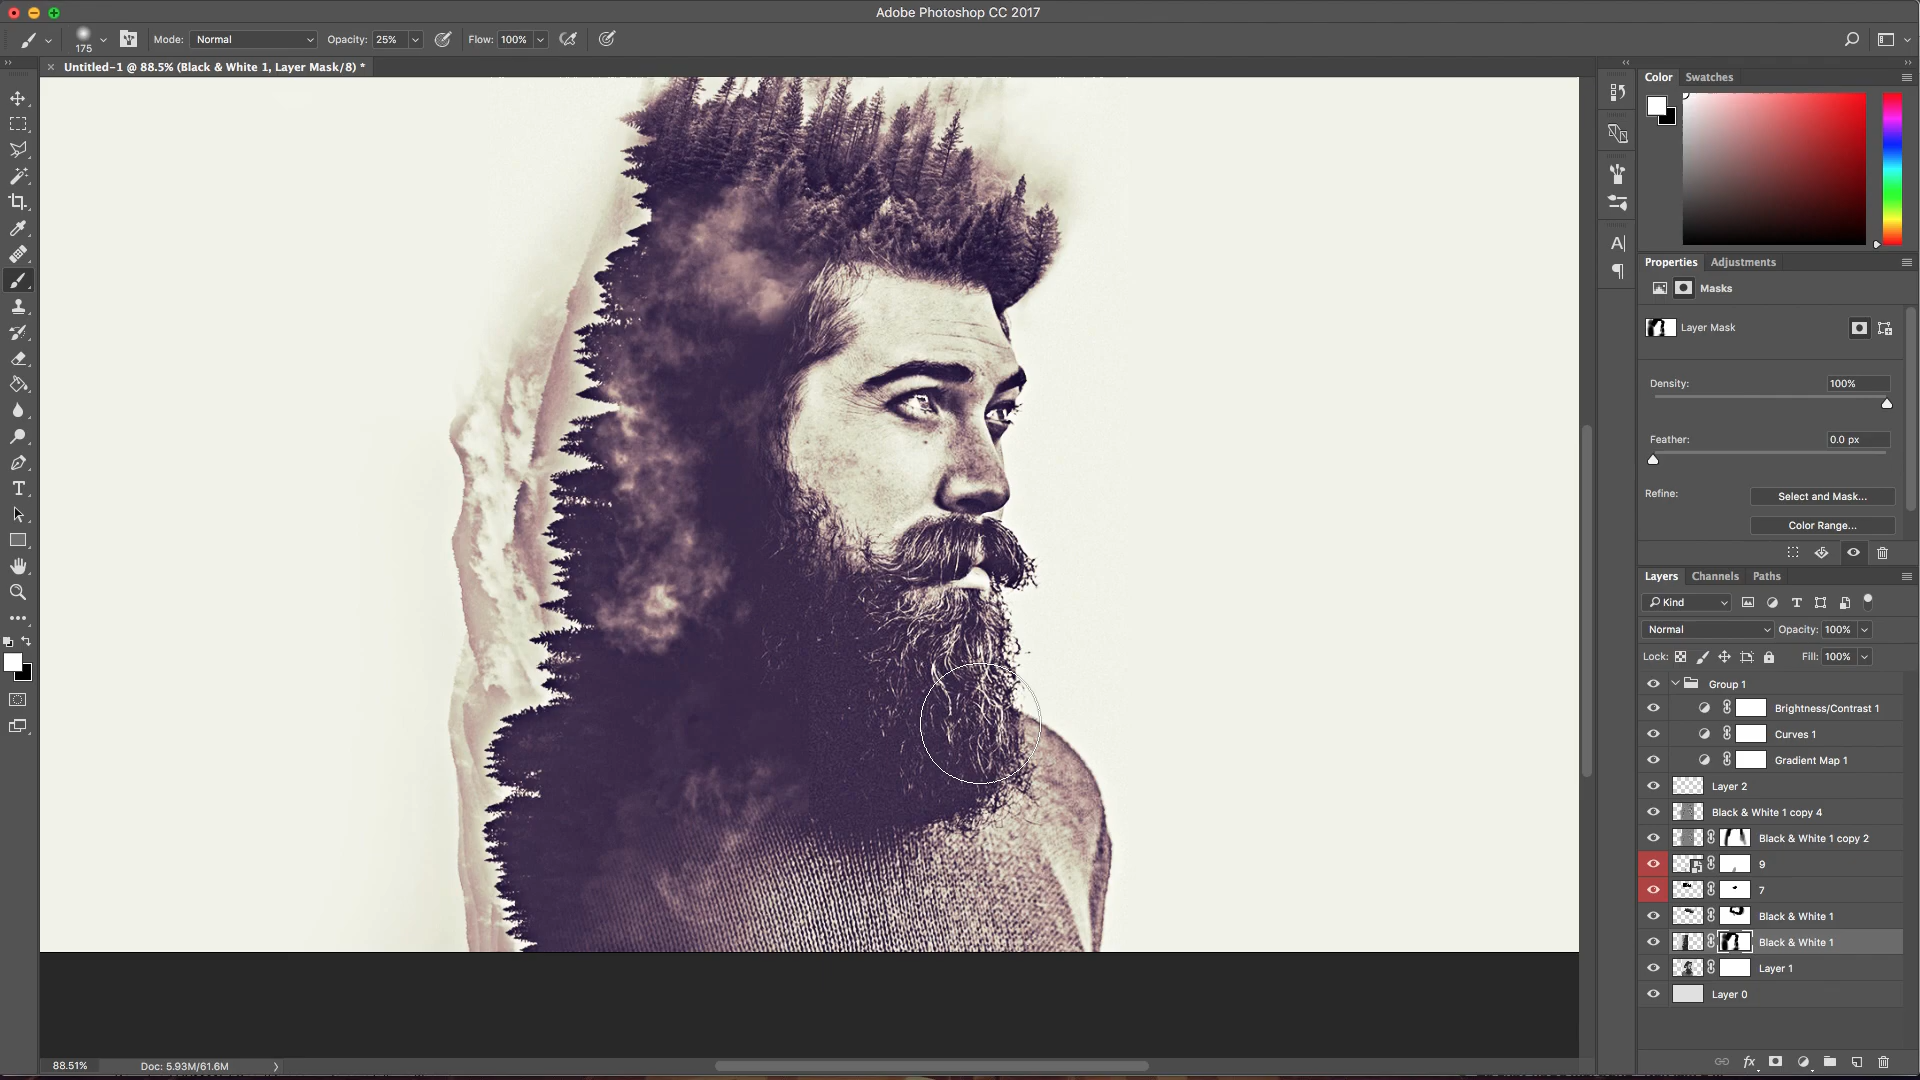 Adobe Photoshop CC 2017
175
Mode: Normal
Opacity: 25%
Flow: 100%
Untitled-1 @ 88.5% (Black & White 1, Layer Mask/8) *
Color
Swatches
Properties
Adjustments
Masks
Layer Mask
Density: 100%
Feather: 0.0 px
Refine:
Select and Mask...
Color Range...
Layers
Channels
Paths
Kind
Normal
Opacity: 100%
Lock:
Fill: 100%
Group 1
Brightness/Contrast 1
Curves 1
Gradient Map 1
Layer 2
Black & White 1 copy 4
Black & White 1 copy 2
9
7
Black & White 1
Black & White 1
Layer 1
Layer 0
88.51%
Doc: 5.93M/61.6M